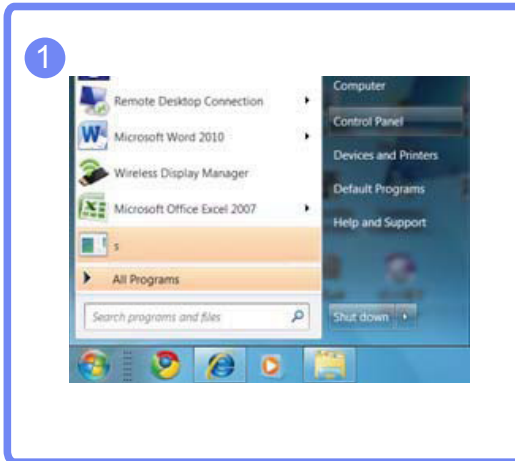 1
Remote Desktop Connection
Microsoft Word 2010
Wireless Display Manager
Microsoft Office Excel 2007
s
All Programs
Search programs and files
Computer
Control Panel
Devices and Printers
Default Programs
Help and Support
Shut down